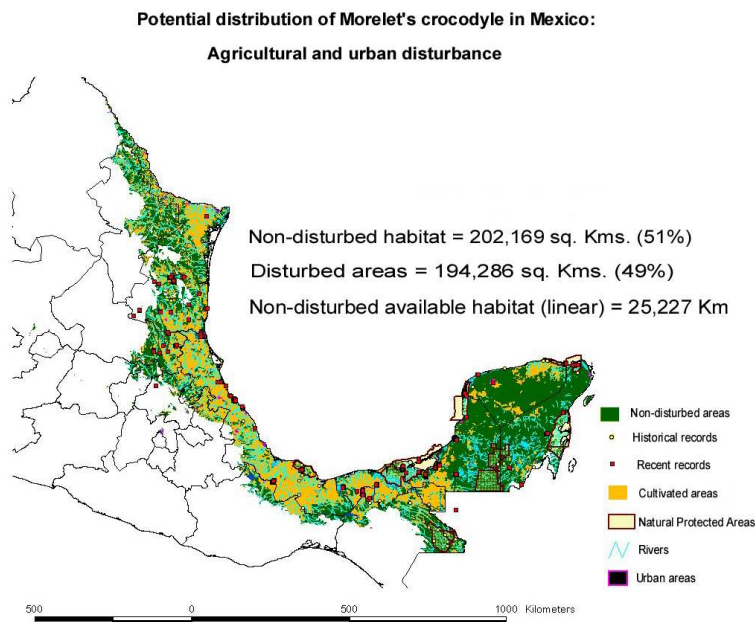 Potential distribution of Morelet's crocodyle in Mexico:
Agricultural and urban disturbance
Non-disturbed habitat = 202,169 sq. Kms. (51%)
Disturbed areas = 194,286 sq. Kms. (49%)
Non-disturbed available habitat (linear) = 25,227 Km
Non-disturbed areas
Historical records
Recent records
Cultivated areas
Natural Protected Areas
Rivers
Urban areas
500 0 500 1000 Kilometers